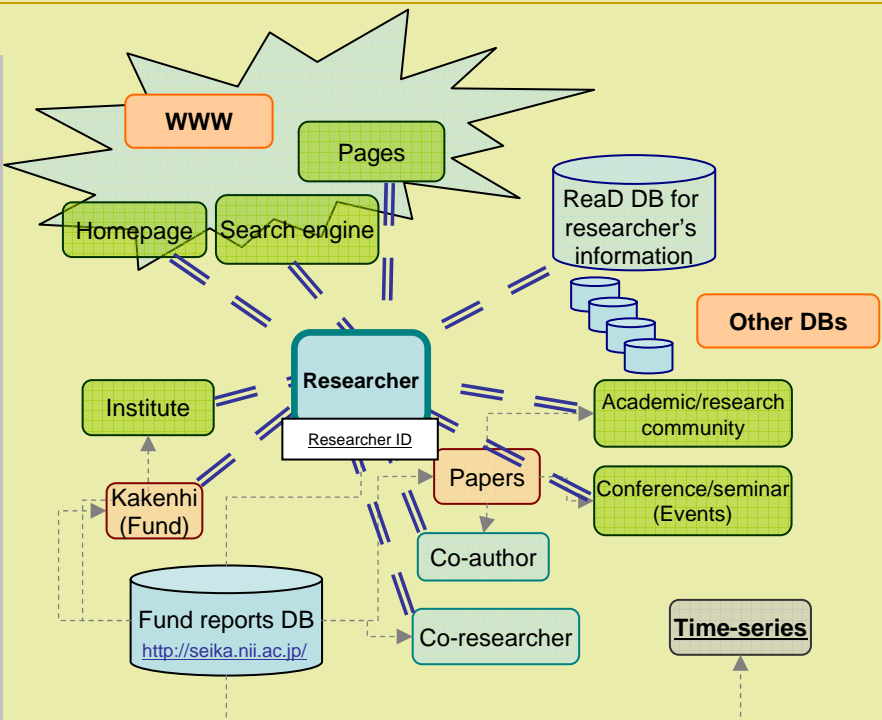 WWW
Pages
Homepage
Search engine
ReaD DB for
researcher's
information
Other DBs
Researcher
Researcher ID
Institute
Academic/research
community
Kakenhi
(Fund)
Papers
Conference/seminar
(Events)
Co-author
Fund reports DB
http://seika.nii.ac.jp/
Co-researcher
Time-series